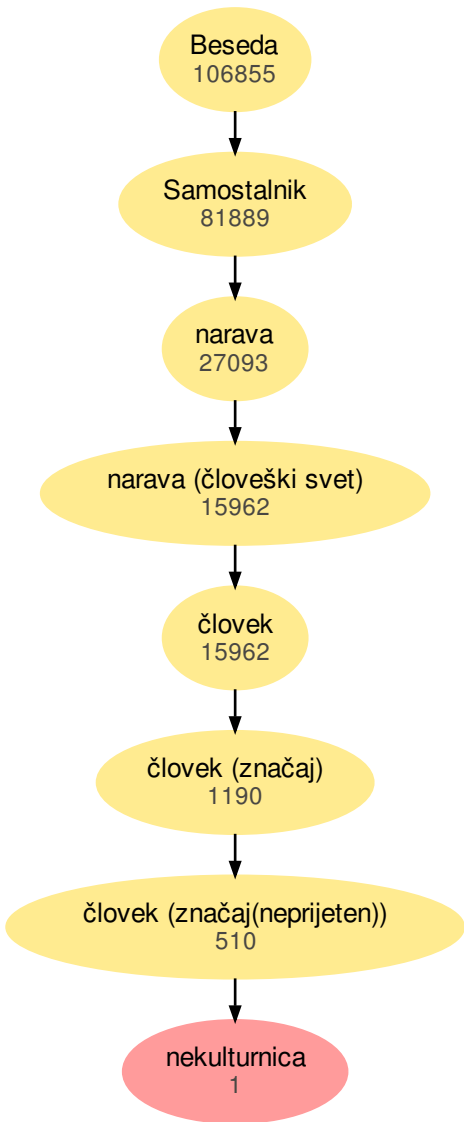 Beseda
106855
Samostalnik
81889
narava
27093
narava (človeški svet)
15962
človek
15962
človek (značaj)
1190
človek (značaj(neprijeten))
510
nekulturnica
1